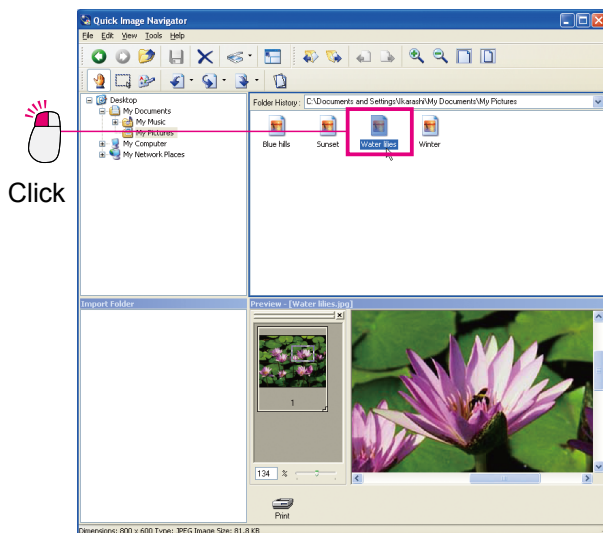 Quick Image Navigator
File Edit View Tools Help
Desktop
My Documents
My Music
My Pictures
My Computer
My Network Places
Folder History: C:\Documents and Settings\Ikarashi\My Documents\My Pictures
Blue hills Sunset Water lilies Winter
Click
Import Folder
Preview - [Water lilies.jpg]
1
134 %
Print
Dimensions: 800 x 600 Type: JPEG Image Size: 81.8 KB